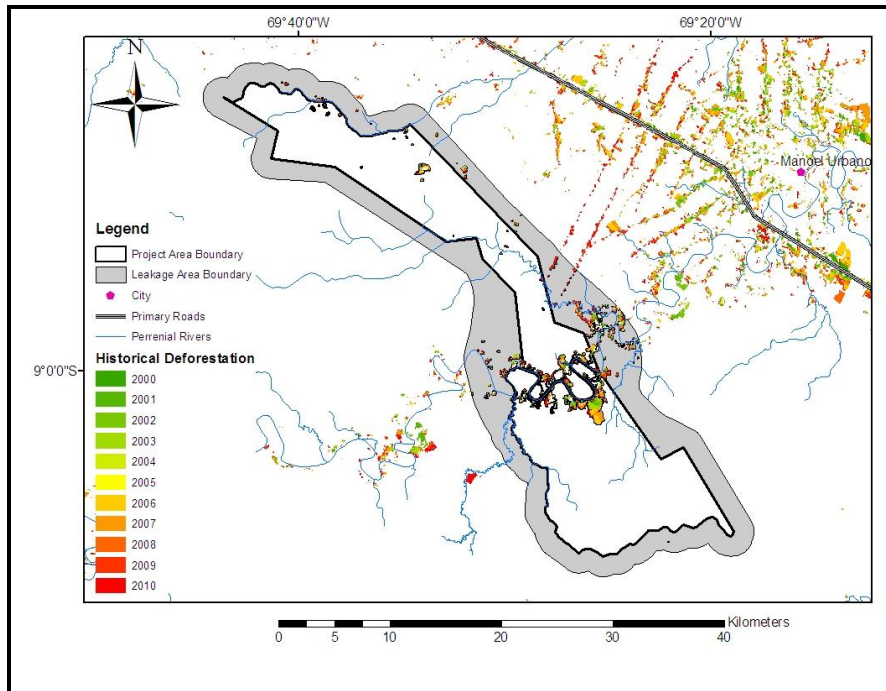 69°40'0"W 69°20'0"W
N
Manoel Urbano
Legend
Project Area Boundary
Leakage Area Boundary
City
Primary Roads
Perrenial Rivers
9°0'0"S
Historical Deforestation
2000
2001
2002
2003
2004
2005
2006
2007
2008
2009
2010
Kilometers
0 5 10 20 30 40